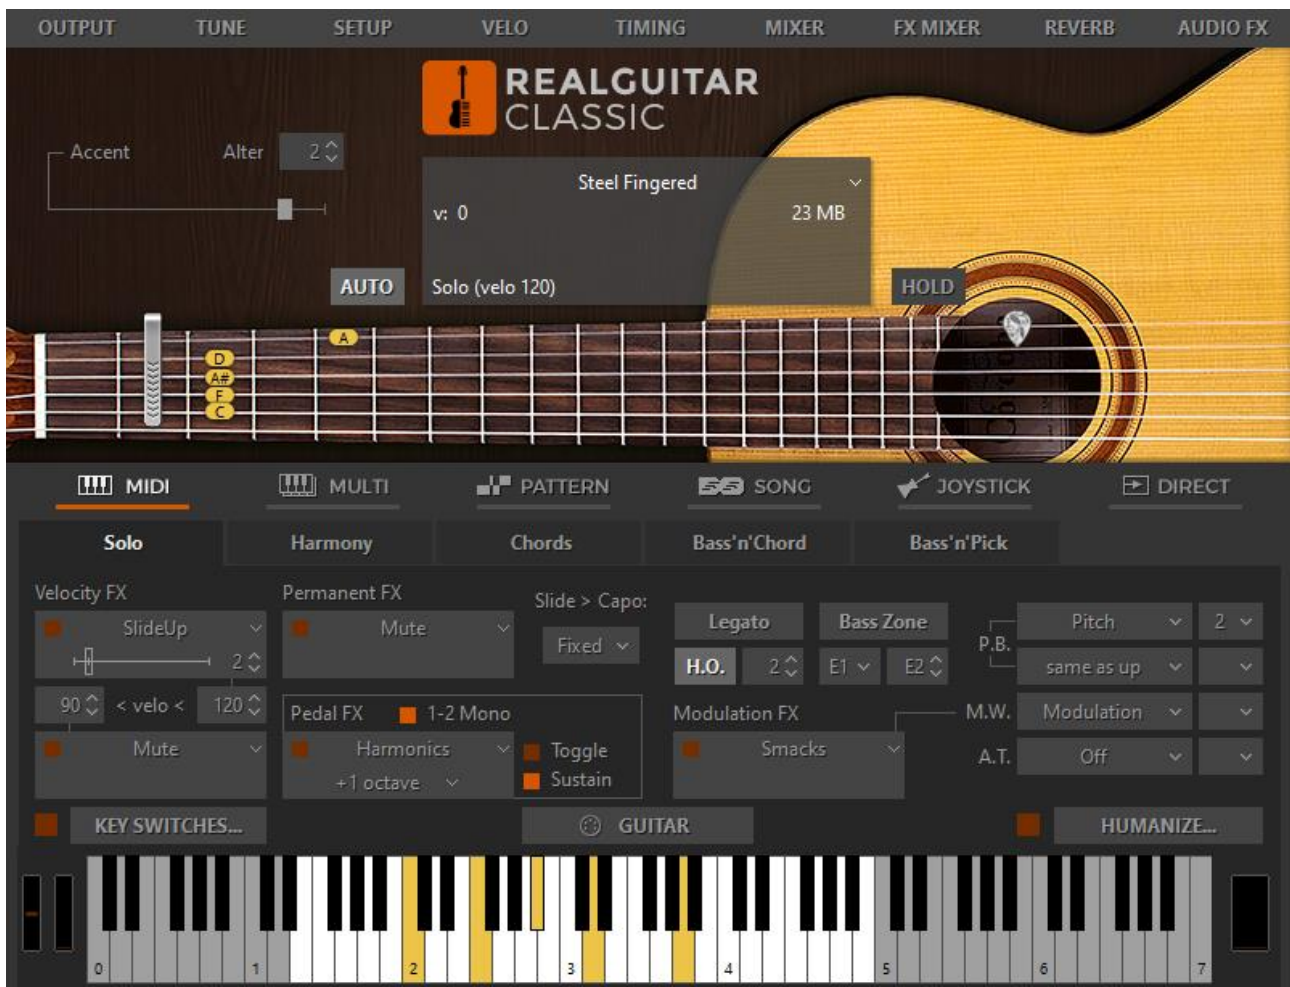 OUTPUT TUNE SETUP VELO TIMING MIXER FX MIXER REVERB AUDIO FX
REALGUITAR
CLASSIC
Accent Alter 2
Steel Fingered
v: 0 23 MB
AUTO Solo (velo 120) HOLD
A
D
A#
F
C
MIDI MULTI PATTERN SONG JOYSTICK DIRECT
Solo Harmony Chords Bass'n'Chord Bass'n'Pick
Velocity FX Permanent FX Slide > Capo:
SlideUp Mute Legato Bass Zone P.B. Pitch 2
2 Fixed H.O. 2 E1 E2 same as up
90 < velo < 120 Pedal FX 1-2 Mono Modulation FX M.W. Modulation
Mute Harmonics Toggle Smacks A.T. Off
+1 octave Sustain
KEY SWITCHES... GUITAR HUMANIZE...
0 1 2 3 4 5 6 7